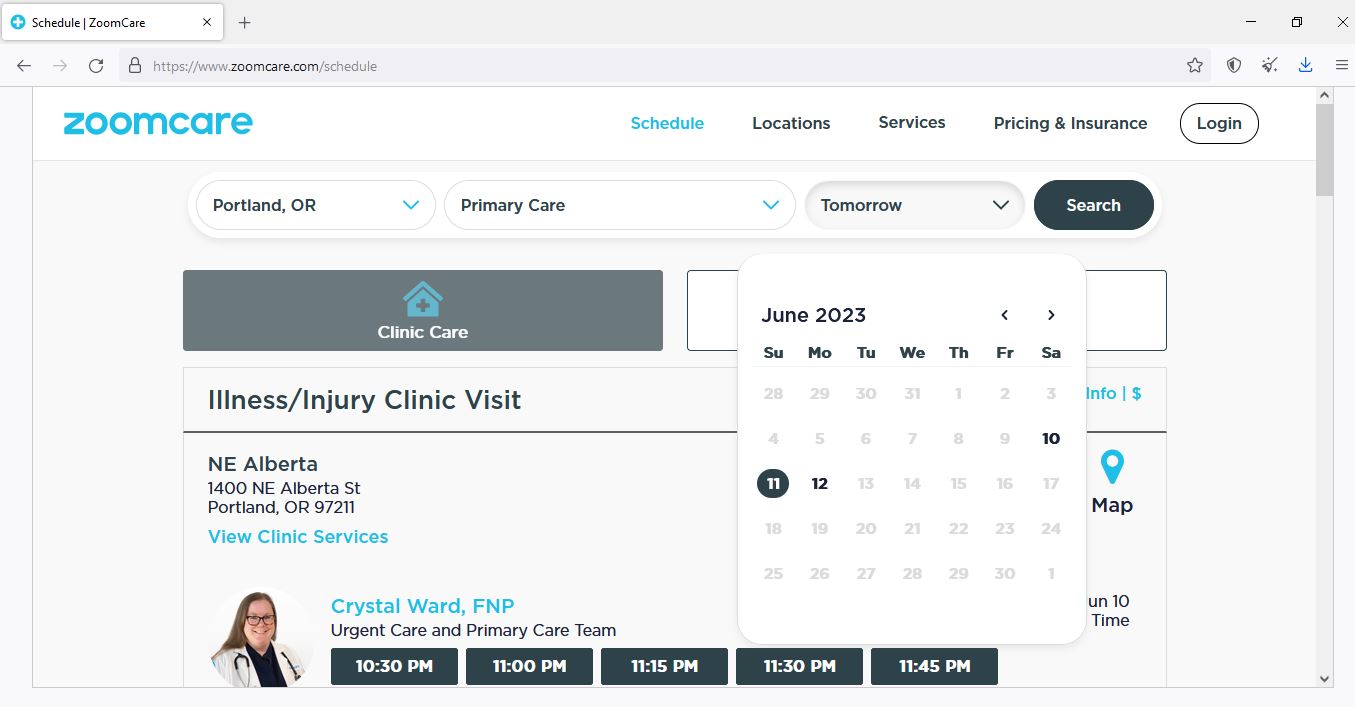 Schedule | ZoomCare
https://www.zoomcare.com/schedule
zoomcare
Schedule
Locations
Services
Pricing & Insurance
Login
Portland, OR
Primary Care
Tomorrow
Search
Clinic Care
June 2023
Su Mo Tu We Th Fr Sa
28 29 30 31 1 2 3
4 5 6 7 8 9 10
11 12 13 14 15 16 17
18 19 20 21 22 23 24
25 26 27 28 29 30 1
Illness/Injury Clinic Visit
Info | $
NE Alberta
1400 NE Alberta St
Portland, OR 97211
View Clinic Services
Map
Crystal Ward, FNP
Urgent Care and Primary Care Team
un 10
Time
10:30 PM
11:00 PM
11:15 PM
11:30 PM
11:45 PM